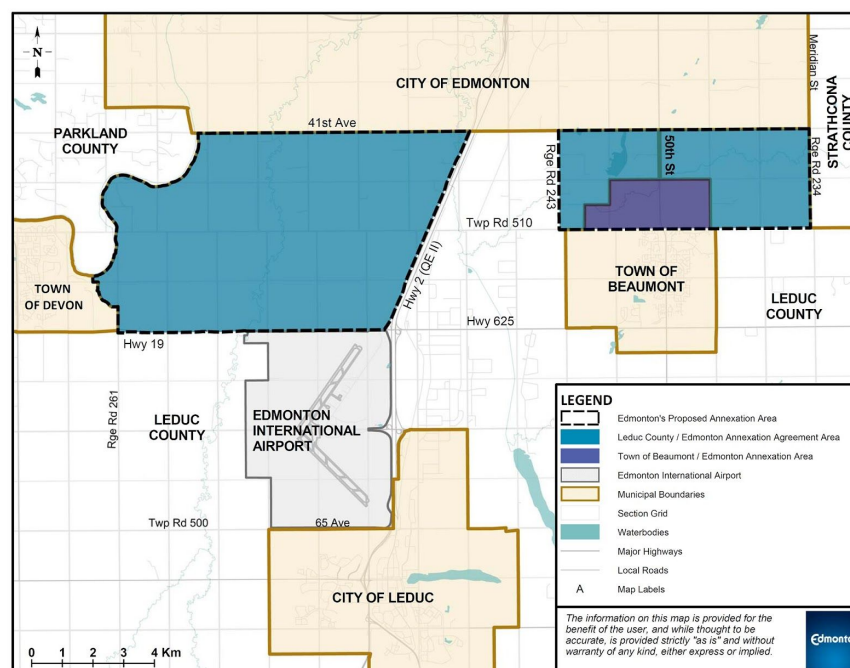 N
CITY OF EDMONTON
Meridian St
STRATHCONA
COUNTY
41st Ave
PARKLAND
COUNTY
Rge Rd 243
50th St
Rge Rd 234
Twp Rd 510
Hwy 2 (QE II)
TOWN
OF DEVON
TOWN OF
BEAUMONT
LEDUC
COUNTY
Hwy 19
Hwy 625
Rge Rd 261
LEDUC
COUNTY
EDMONTON
INTERNATIONAL
AIRPORT
Twp Rd 500
65 Ave
CITY OF LEDUC
0 1 2 3 4 Km
LEGEND
Edmonton's Proposed Annexation Area
Leduc County / Edmonton Annexation Agreement Area
Town of Beaumont / Edmonton Annexation Area
Edmonton International Airport
Municipal Boundaries
Section Grid
Waterbodies
Major Highways
Local Roads
A Map Labels
The information on this map is provided for the
benefit of the user, and while thought to be
accurate, is provided strictly "as is" and without
warranty of any kind, either express or implied.